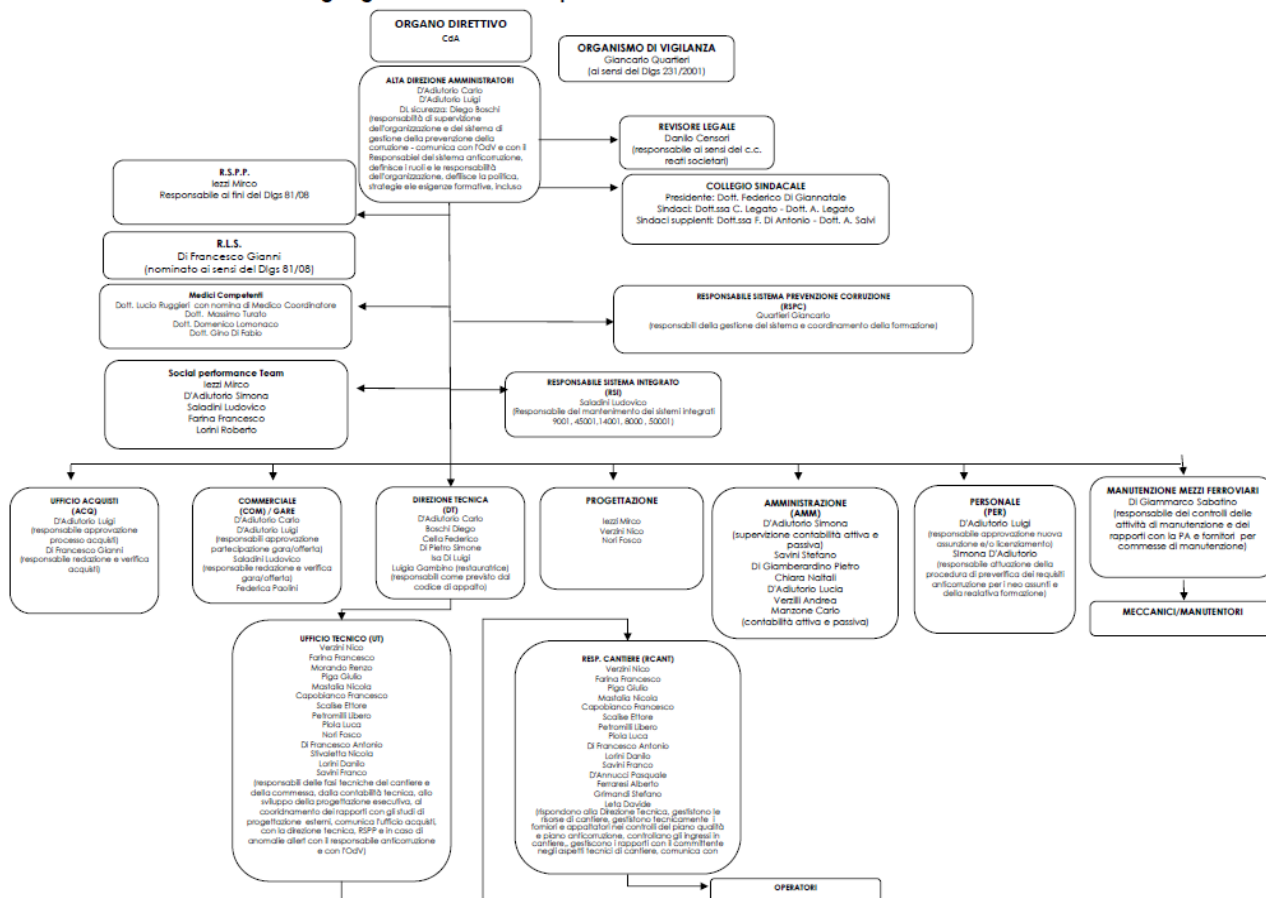 ORGANO DIRETTIVO
CdA
ORGANISMO DI VIGILANZA
Giancarlo Quartieri
(ai sensi del Dlgs 231/2001)
ALTA DIREZIONE AMMINISTRATORI
D'Adiutorio Carlo
D'Adiutorio Luigi
DL sicurezza: Diego Boschi
(responsabilità di supervizione
dell'organizzazione e del sistema di
gestione della prevenzione della
corruzione - comunica con l'OdV e con il
Responsabiel del sistema anticorruzione,
definisce i ruoli e le responsabilità
dell'organizzazione, defiisce la politica,
strategie ele esigenze formative, incluso
REVISORE LEGALE
Danilo Censori
(responsabile ai sensi del c.c.
reati societari)
R.S.P.P.
Iezzi Mirco
Responsabile ai fini del Dlgs 81/08
COLLEGIO SINDACALE
Presidente: Dott. Federico Di Giannatale
Sindaci: Dott.ssa C. Legato - Dott. A. Legato
Sindaci supplenti: Dott.ssa F. Di Antonio - Dott. A. Salvi
R.L.S.
Di Francesco Gianni
(nominato ai sensi del Dlgs 81/08)
Medici Competenti
Dott. Lucio Ruggieri con nomina di Medico Coordinatore
Dott. Massimo Turato
Dott. Domenico Lomonaco
Dott. Gino Di Fabio
RESPONSABILE SISTEMA PREVENZIONE CORRUZIONE
(RSPC)
Quartieri Giancarlo
(responsabili della gestione del sistema e coordinamento della formazione)
Social performance Team
Iezzi Mirco
D'Adiutorio Simona
Saladini Ludovico
Farina Francesco
Lorini Roberto
RESPONSABILE SISTEMA INTEGRATO
(RSI)
Saladini Ludovico
(Responsabile del mantenimento dei sistemi integrati
9001, 45001,14001, 8000 , 50001)
UFFICIO ACQUISTI
(ACQ)
D'Adiutorio Luigi
(responsabile approvazione
processo acquisti)
Di Francesco Gianni
(responsabile redazione e verifica
acquisti)
COMMERCIALE
(COM) / GARE
D'Adiutorio Carlo
D'Adiutorio Luigi
(responsabili approvazione
partecipazione gara/offerta)
Saladini Ludovico
(responsabile redazione e verifica
gara/offerta)
Federica Paolini
DIREZIONE TECNICA
(DT)
D'Adiutorio Carlo
Boschi Diego
Cella Federico
Di Pietro Simone
Isa Di Luigi
Luigia Gambino (restauratrice)
(responsabili come previsto dal
codice di appalto)
PROGETTAZIONE
Iezzi Mirco
Verzini Nico
Nori Fosco
AMMINISTRAZIONE
(AMM)
D'Adiutorio Simona
(supervisione contabilità attiva e
passiva)
Savini Stefano
Di Giamberardino Pietro
Chiara Naitali
D'Adiutorio Lucia
Verzilli Andrea
Manzone Carlo
(contabilità attiva e passiva)
PERSONALE
(PER)
D'Adiutorio Luigi
(responsabile approvazione nuova
assunzione e/o licenziamento)
Simona D'Adiutorio
(responsabile attuazione della
procedura di preverifica dei requisiti
anticorruzione per i neo assunti e
della realativa formazione)
MANUTENZIONE MEZZI FERROVIARI
Di Giammarco Sabatino
(responsabile dei controlli delle
attività di manutenzione e dei
rapporti con la PA e fornitori per
commesse di manutenzione)
MECCANICI/MANUTENTORI
UFFICIO TECNICO (UT)
Verzini Nico
Farina Francesco
Morando Renzo
Piga Giulio
Mastalia Nicola
Capobianco Francesco
Scalise Ettore
Petromilli Libero
Piola Luca
Nori Fosco
Di Francesco Antonio
Stivaletta Nicola
Lorini Danilo
Savini Franco
(responsabili delle fasi tecniche del cantiere e
della commessa, dalla contabilità tecnica, allo
sviluppo della progettazione esecutiva, al
coordinamento dei rapporti con gli studi di
progettazione esterni, comunica l'ufficio acquisti,
con la direzione tecnica, RSPP e in caso di
anomalie allert con il responsabile anticorruzione
e con l'OdV)
RESP. CANTIERE (RCANT)
Verzini Nico
Farina Francesco
Piga Giulio
Mastalia Nicola
Capobianco Francesco
Scalise Ettore
Petromilli Libero
Piola Luca
Di Francesco Antonio
Lorini Danilo
Savini Franco
D'Annucci Pasquale
Ferraresi Alberto
Grimandi Stefano
Leta Davide
(rispondono alla Direzione Tecnica, gestistono le
risorse di cantiere, gestistono tecnicamente i
forniori e appaltatori nei controlli del piano qualità
e piano anticorruzione, controllano gli ingressi in
cantiere., gestiscono i rapporti con il committente
negli aspetti tecnici di cantiere, comunica con
OPERATORI